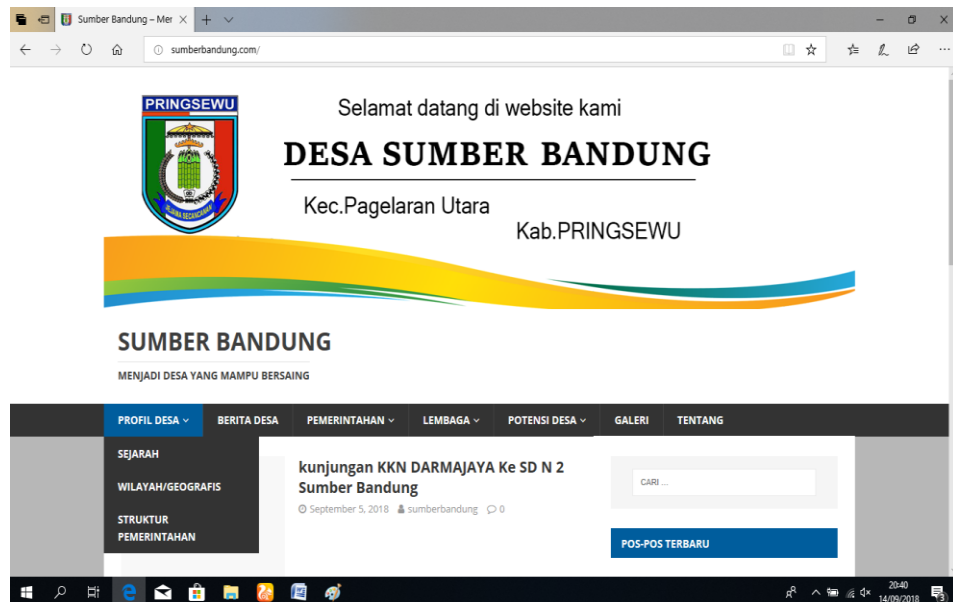 Sumber Bandung – Mer
sumberbandung.com/
PRINGSEWU
JEJAMA SECANCANAN
Selamat datang di website kami
DESA SUMBER BANDUNG
Kec.Pagelaran Utara
Kab.PRINGSEWU
SUMBER BANDUNG
MENJADI DESA YANG MAMPU BERSAING
PROFIL DESA BERITA DESA PEMERINTAHAN LEMBAGA POTENSI DESA GALERI TENTANG
SEJARAH
WILAYAH/GEOGRAFIS
STRUKTUR
PEMERINTAHAN
kunjungan KKN DARMAJAYA Ke SD N 2
Sumber Bandung
September 5, 2018 sumberbandung 0
CARI ...
POS-POS TERBARU
20:40
14/09/2018